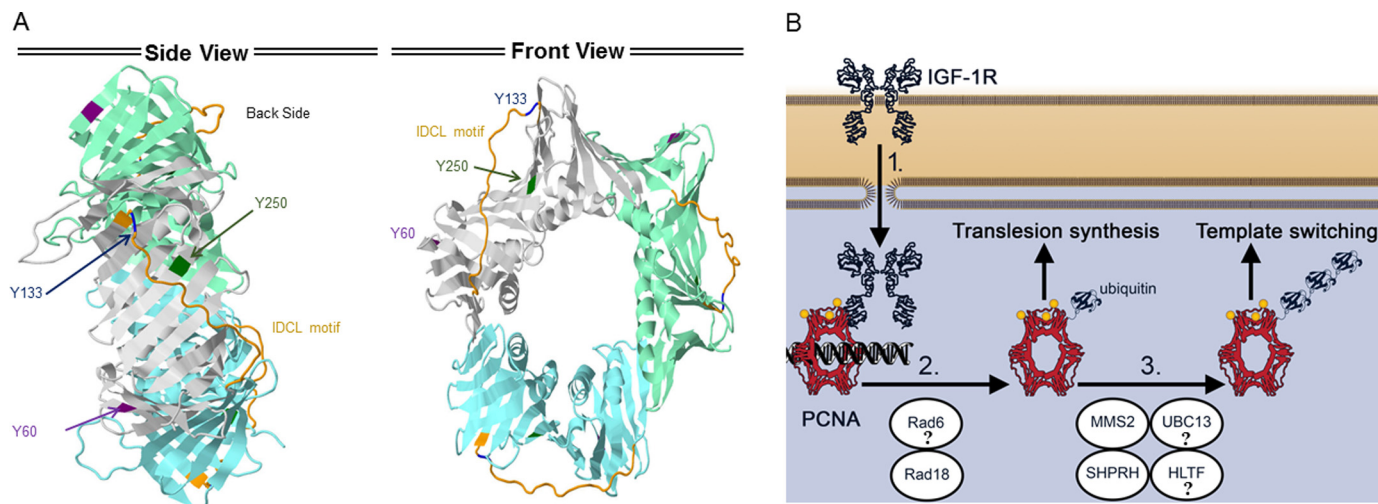 A
Side View
Front View
Back Side
Y250
Y133
IDCL motif
Y60
Y133
IDCL motif
Y250
Y60
B
IGF-1R
1.
Translesion synthesis
Template switching
ubiquitin
PCNA
2.
3.
Rad6
?
Rad18
MMS2
UBC13
?
SHPRH
HLTF
?